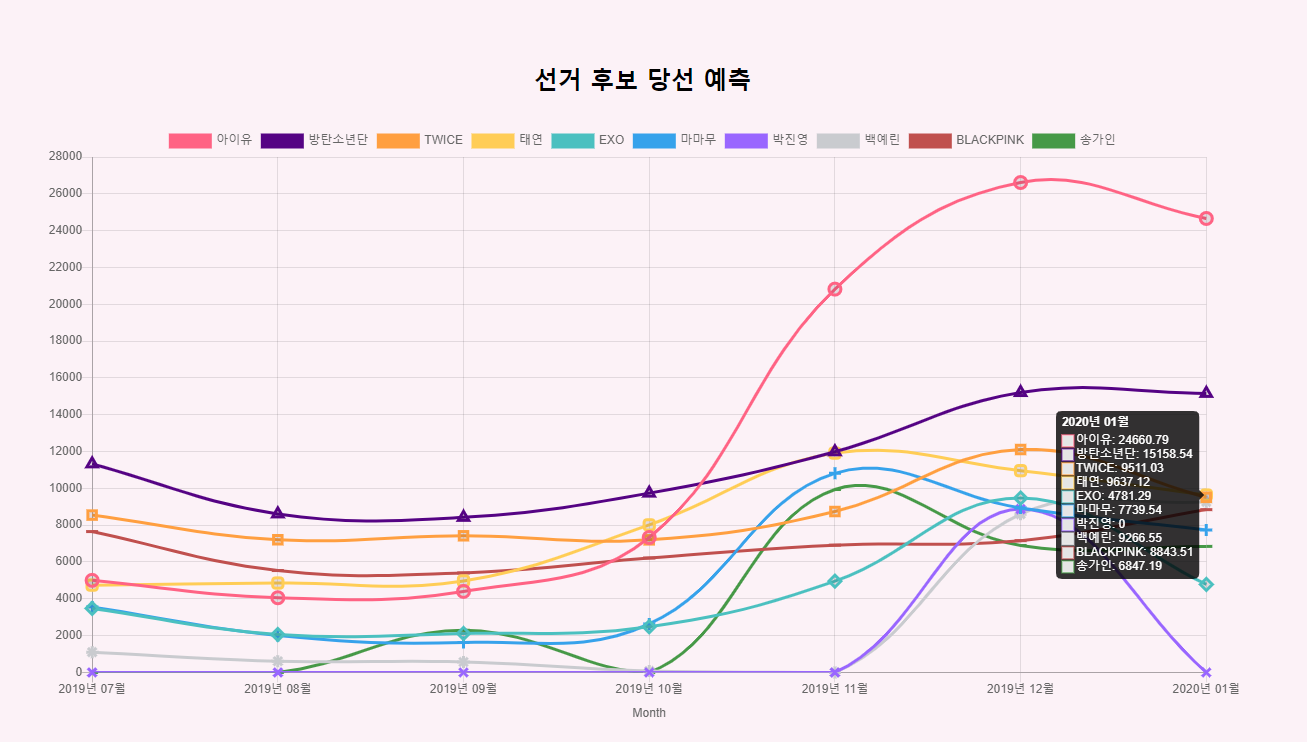 선거 후보 당선 예측
아이유 방탄소년단 TWICE 태연 EXO 마마무 박진영 백예린 BLACKPINK 송가인
28000
26000
24000
22000
20000
18000
16000
14000
12000
10000
8000
6000
4000
2000
0
2020년 01월
아이유: 24660.79
방탄소년단: 15158.54
TWICE: 9511.03
태연: 9637.12
EXO: 4781.29
마마무: 7739.54
박진영: 0
백예린: 9266.55
BLACKPINK: 8843.51
송가인: 6847.19
2019년 07월 2019년 08월 2019년 09월 2019년 10월 2019년 11월 2019년 12월 2020년 01월
Month